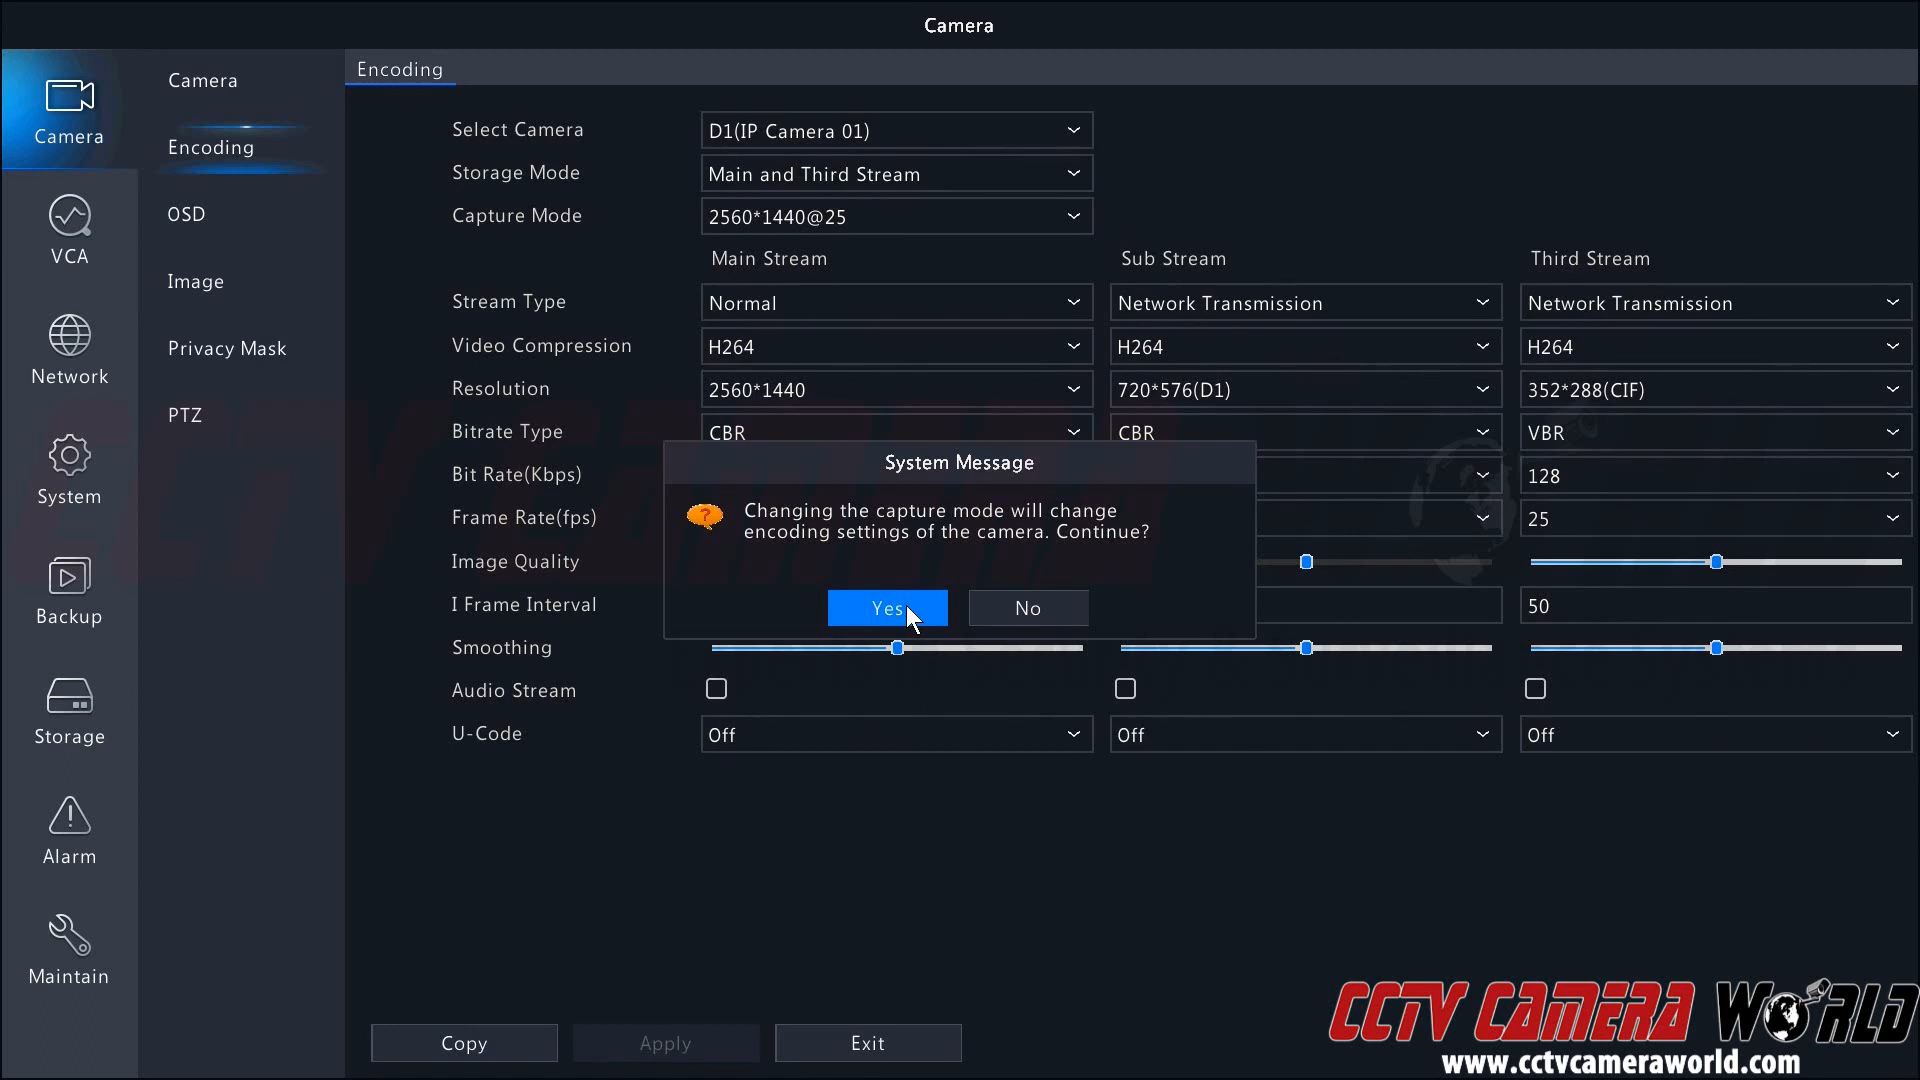 Camera
Camera
VCA
Network
System
Backup
Storage
Alarm
Maintain
Camera
Encoding
OSD
Image
Privacy Mask
PTZ
Encoding
Select Camera D1(IP Camera 01)
Storage Mode Main and Third Stream
Capture Mode 2560*1440@25
Main Stream Sub Stream Third Stream
Stream Type Normal Network Transmission Network Transmission
Video Compression H264 H264 H264
Resolution 2560*1440 720*576(D1) 352*288(CIF)
Bitrate Type CBR CBR VBR
Bit Rate(Kbps) 128
Frame Rate(fps) 25
Image Quality
I Frame Interval 50
Smoothing
Audio Stream
U-Code Off Off Off
System Message
Changing the capture mode will change
encoding settings of the camera. Continue?
Yes No
Copy Apply Exit
CCTV CAMERA WORLD
www.cctvcameraworld.com